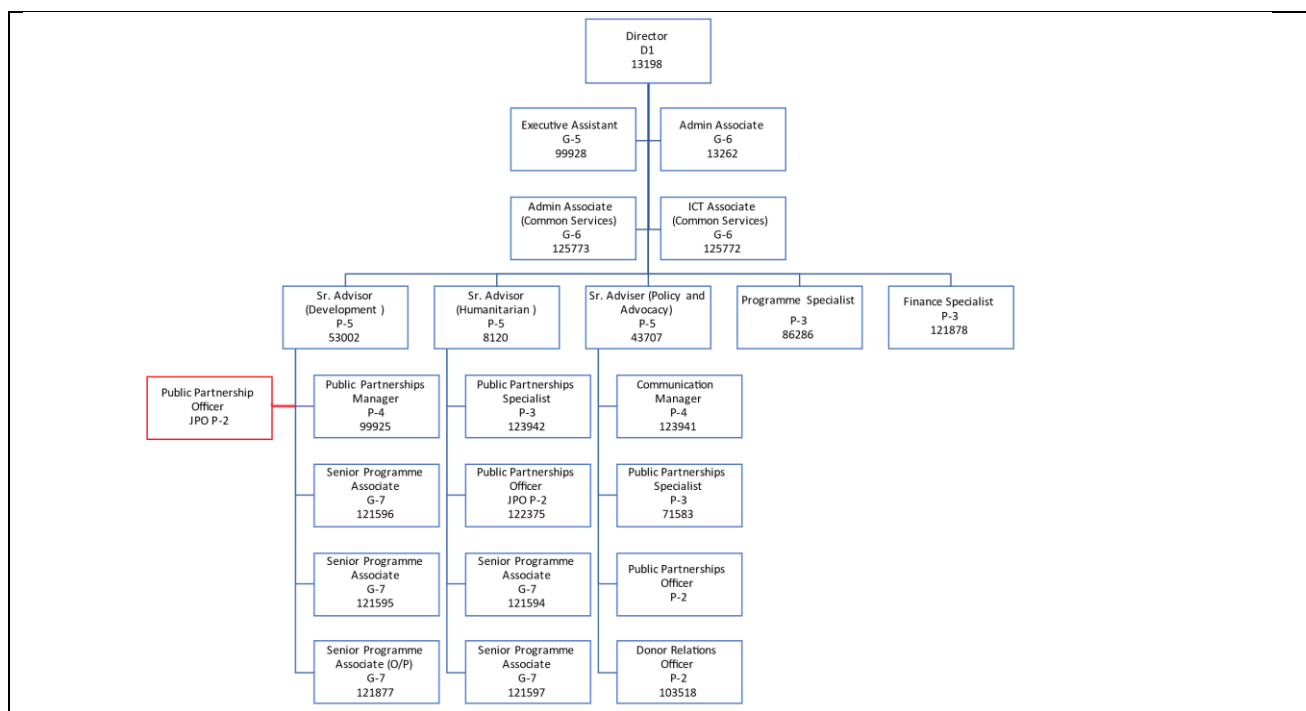 Director
D1
13198
Executive Assistant
G-5
99928
Admin Associate
G-6
13262
Admin Associate
(Common Services)
G-6
125773
ICT Associate
(Common Services)
G-6
125772
Sr. Advisor
(Development )
P-5
53002
Sr. Advisor
(Humanitarian )
P-5
8120
Sr. Adviser (Policy and
Advocacy)
P-5
43707
Programme Specialist
P-3
86286
Finance Specialist
P-3
121878
Public Partnership
Officer
JPO P-2
Public Partnerships
Manager
P-4
99925
Public Partnerships
Specialist
P-3
123942
Communication
Manager
P-4
123941
Senior Programme
Associate
G-7
121596
Public Partnerships
Officer
JPO P-2
122375
Public Partnerships
Specialist
P-3
71583
Senior Programme
Associate
G-7
121595
Senior Programme
Associate
G-7
121594
Public Partnerships
Officer
P-2
Senior Programme
Associate (O/P)
G-7
121877
Senior Programme
Associate
G-7
121597
Donor Relations
Officer
P-2
103518